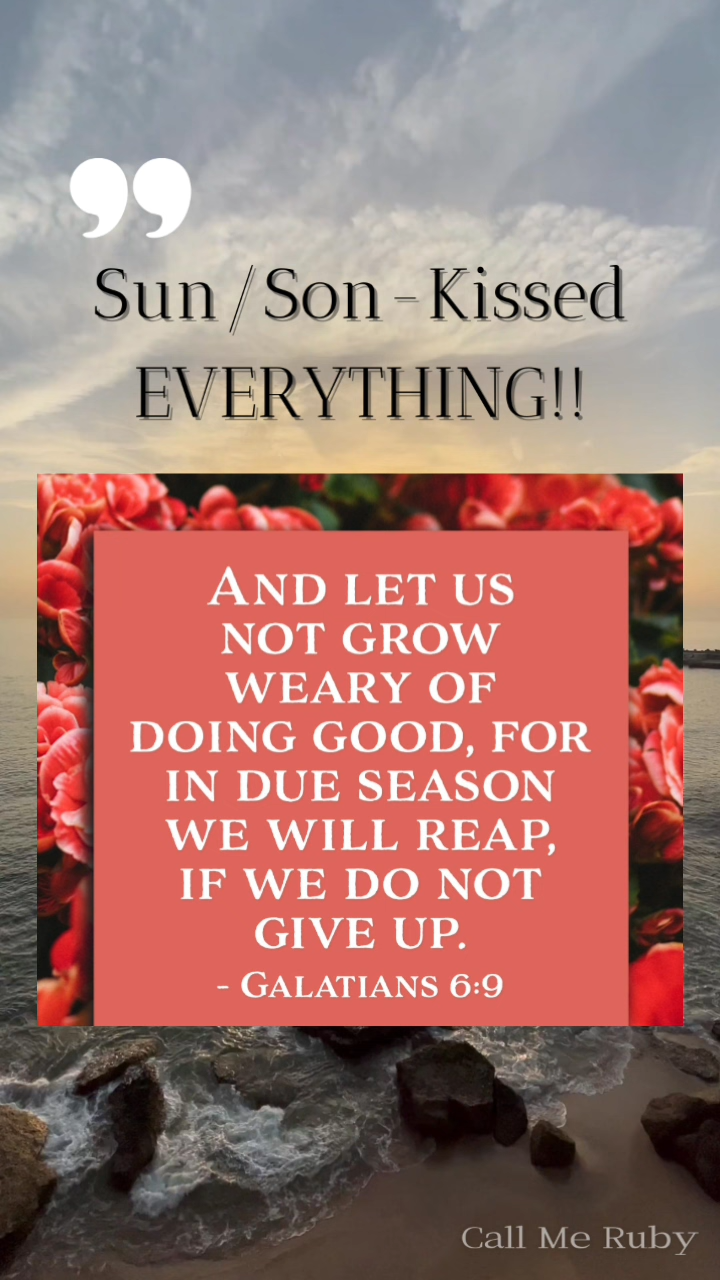 ”
Sun/Son-Kissed
EVERYTHING!!
AND LET US
NOT GROW
WEARY OF
DOING GOOD, FOR
IN DUE SEASON
WE WILL REAP,
IF WE DO NOT
GIVE UP.
- GALATIANS 6:9
Call Me Ruby